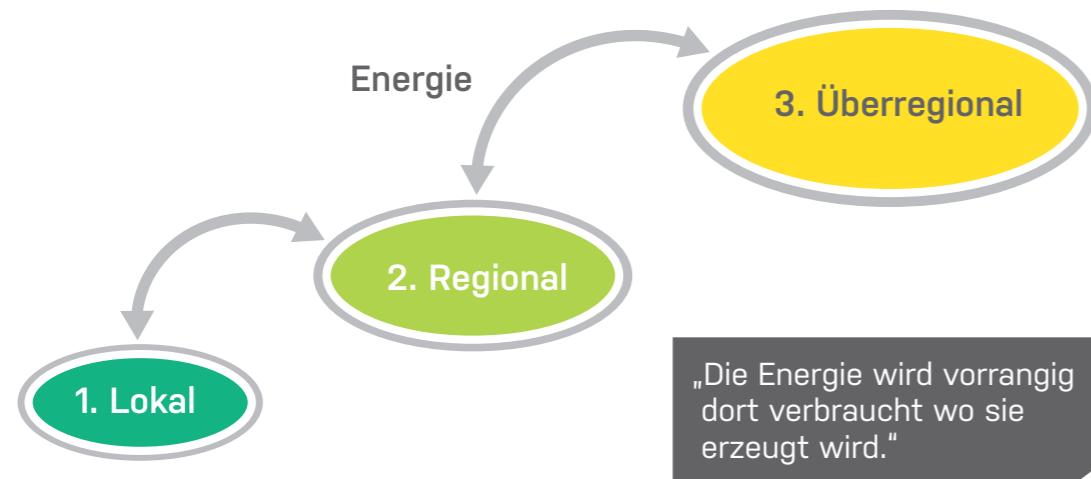 Energie
3. Überregional
2. Regional
1. Lokal
„Die Energie wird vorrangig
dort verbraucht wo sie
erzeugt wird.“